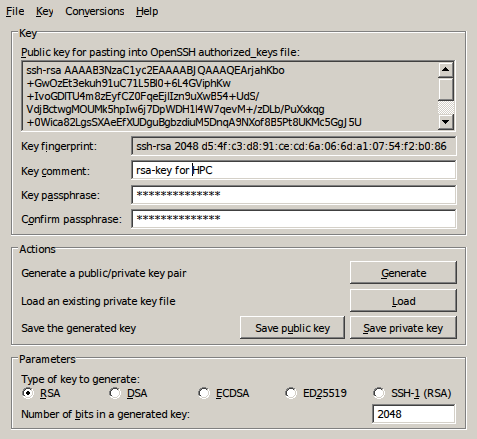 File Key Conversions Help
Key
Public key for pasting into OpenSSH authorized_keys file:
ssh-rsa AAAAB3NzaC1yc2EAAAABJQAAAQEArjahKbo
+GwOzEt3ekuh91uC71L5Bl0+6L4GViphKw
+IvoGDlTU4m8zEyfCZ0FqeEjlIzn9uXwB54+UdS/
VdjBctwgMOUMk5hpIw6j7DpWDH1l4W7qevM+/zDLb/PuXxkqg
+0Wica82LgsSXAeEfXUDguBgbzdiuM5DnqA9NXof8B5Pt8UKMc5GgJ5U
Key fingerprint: ssh-rsa 2048 d5:4f:c3:d8:91:ce:cd:6a:06:6d:a1:07:54:f2:b0:86
Key comment: rsa-key for HPC
Key passphrase: **************
Confirm passphrase: **************
Actions
Generate a public/private key pair Generate
Load an existing private key file Load
Save the generated key Save public key Save private key
Parameters
Type of key to generate:
RSA DSA ECDSA ED25519 SSH-1 (RSA)
Number of bits in a generated key: 2048